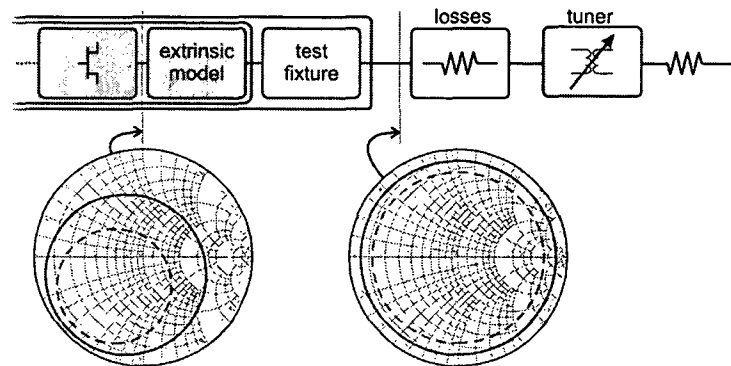 losses
tuner
extrinsic
model
test
fixture